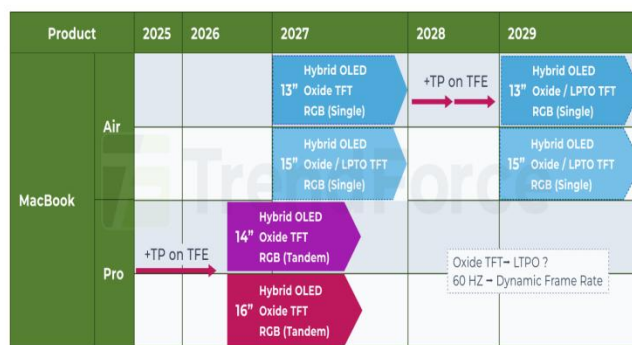 Product 2025 2026 2027 2028 2029
MacBook
Air
Hybrid OLED
13” Oxide TFT
RGB (Single)
+TP on TFE
Hybrid OLED
13” Oxide / LPTO TFT
RGB (Single)
Hybrid OLED
15” Oxide / LPTO TFT
RGB (Single)
Hybrid OLED
15” Oxide / LPTO TFT
RGB (Single)
TrendForce
Pro
+TP on TFE
Hybrid OLED
14” Oxide TFT
RGB (Tandem)
Hybrid OLED
16” Oxide TFT
RGB (Tandem)
Oxide TFT→ LTPO ?
60 HZ → Dynamic Frame Rate